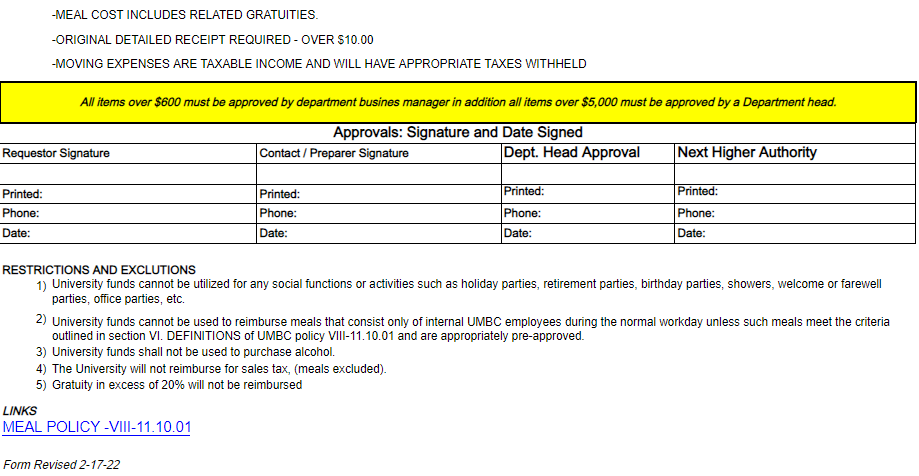 -MEAL COST INCLUDES RELATED GRATUITIES.
-ORIGINAL DETAILED RECEIPT REQUIRED - OVER $10.00
-MOVING EXPENSES ARE TAXABLE INCOME AND WILL HAVE APPROPRIATE TAXES WITHHELD
All items over $600 must be approved by department busines manager in addition all items over $5,000 must be approved by a Department head.
Approvals: Signature and Date Signed
Requestor Signature Contact / Preparer Signature Dept. Head Approval Next Higher Authority
Printed: Printed: Printed: Printed:
Phone: Phone: Phone: Phone:
Date: Date: Date: Date:
RESTRICTIONS AND EXCLUTIONS
1) University funds cannot be utilized for any social functions or activities such as holiday parties, retirement parties, birthday parties, showers, welcome or farewell
parties, office parties, etc.
2) University funds cannot be used to reimburse meals that consist only of internal UMBC employees during the normal workday unless such meals meet the criteria
outlined in section VI. DEFINITIONS of UMBC policy VIII-11.10.01 and are appropriately pre-approved.
3) University funds shall not be used to purchase alcohol.
4) The University will not reimburse for sales tax, (meals excluded).
5) Gratuity in excess of 20% will not be reimbursed
LINKS
MEAL POLICY -VIII-11.10.01
Form Revised 2-17-22